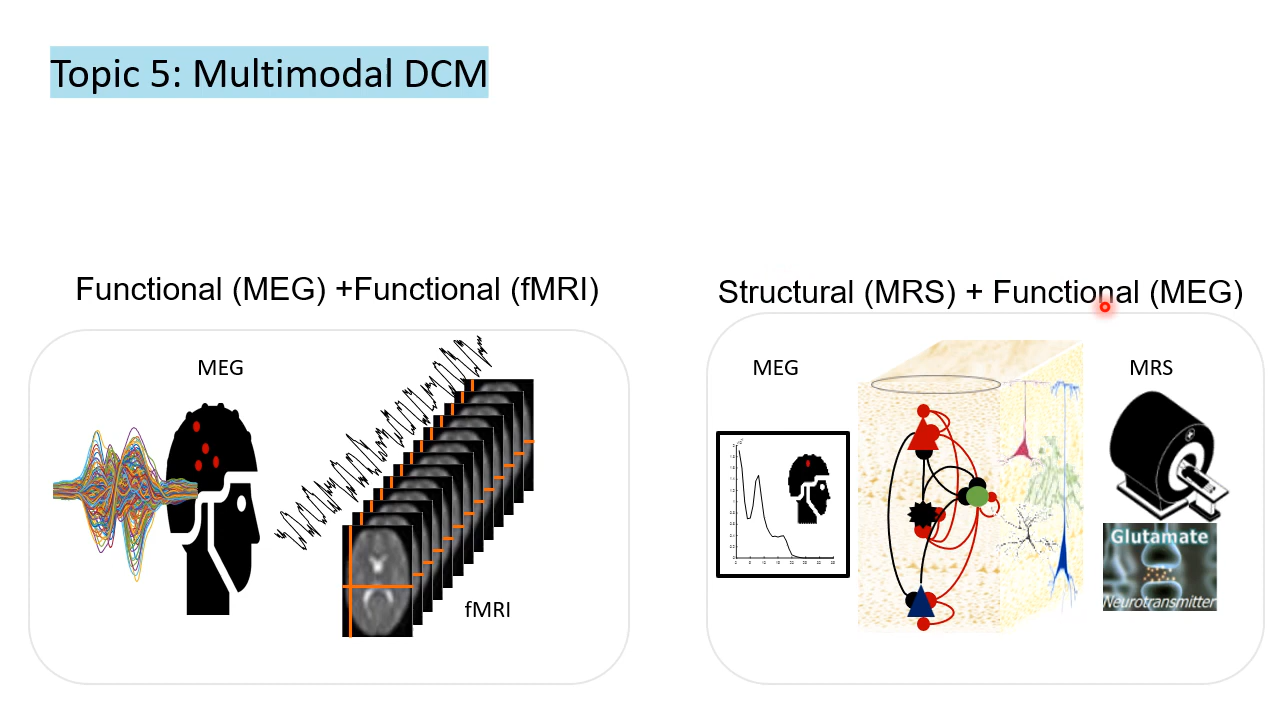 Topic 5: Multimodal DCM
Functional (MEG) +Functional (fMRI)
MEG
fMRI
Structural (MRS) + Functional (MEG)
MEG
MRS
Glutamate
Neurotransmitter